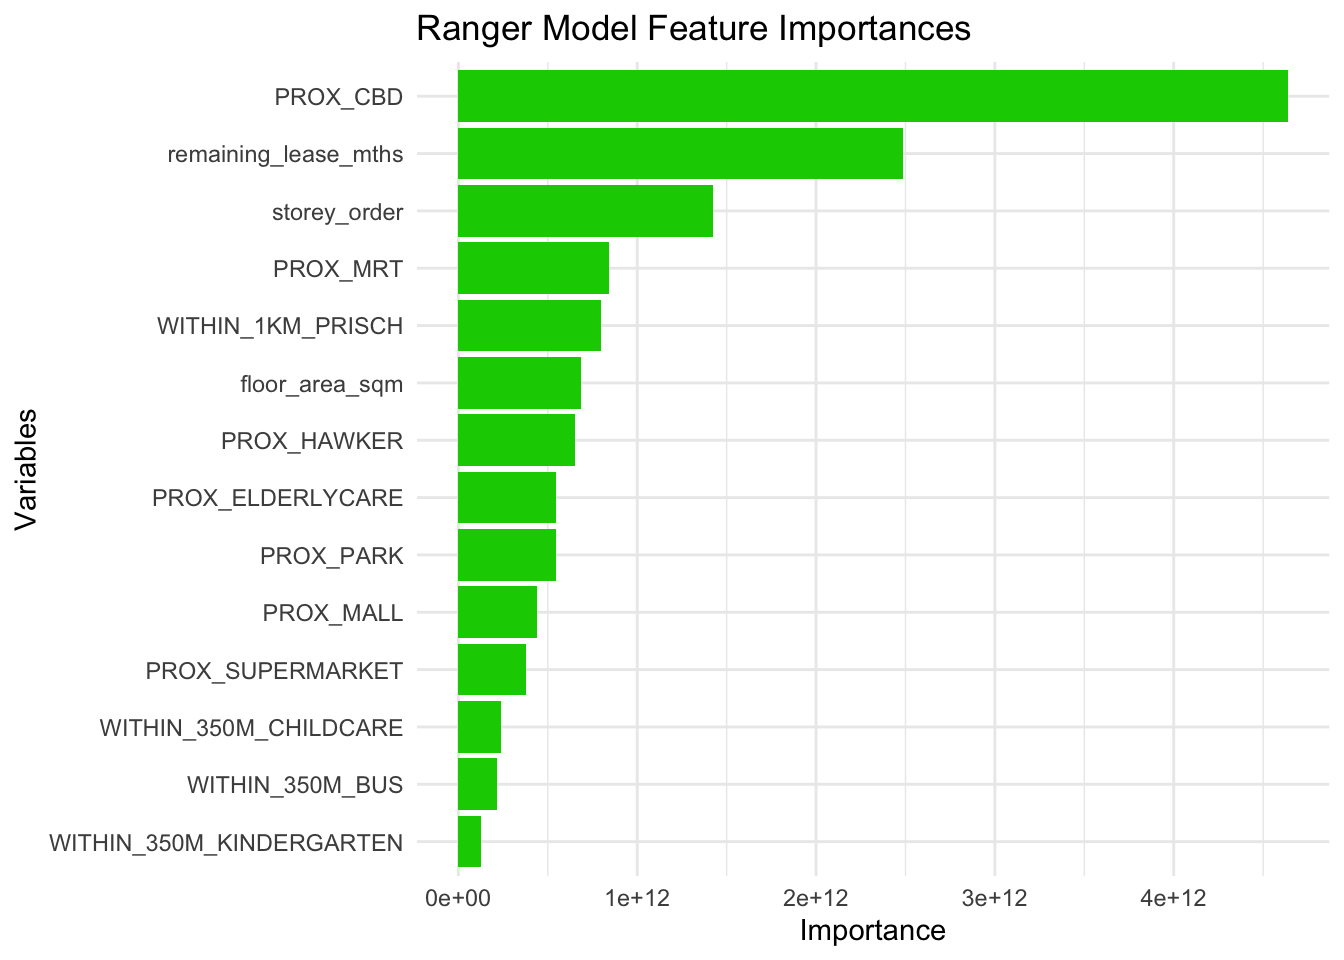 Ranger Model Feature Importances
PROX_CBD
remaining_lease_mths
storey_order
PROX_MRT
WITHIN_1KM_PRISCH
floor_area_sqm
PROX_HAWKER
PROX_ELDERLYCARE
PROX_PARK
PROX_MALL
PROX_SUPERMARKET
WITHIN_350M_CHILDCARE
WITHIN_350M_BUS
WITHIN_350M_KINDERGARTEN
Variables
0e+00 1e+12 2e+12 3e+12 4e+12
Importance